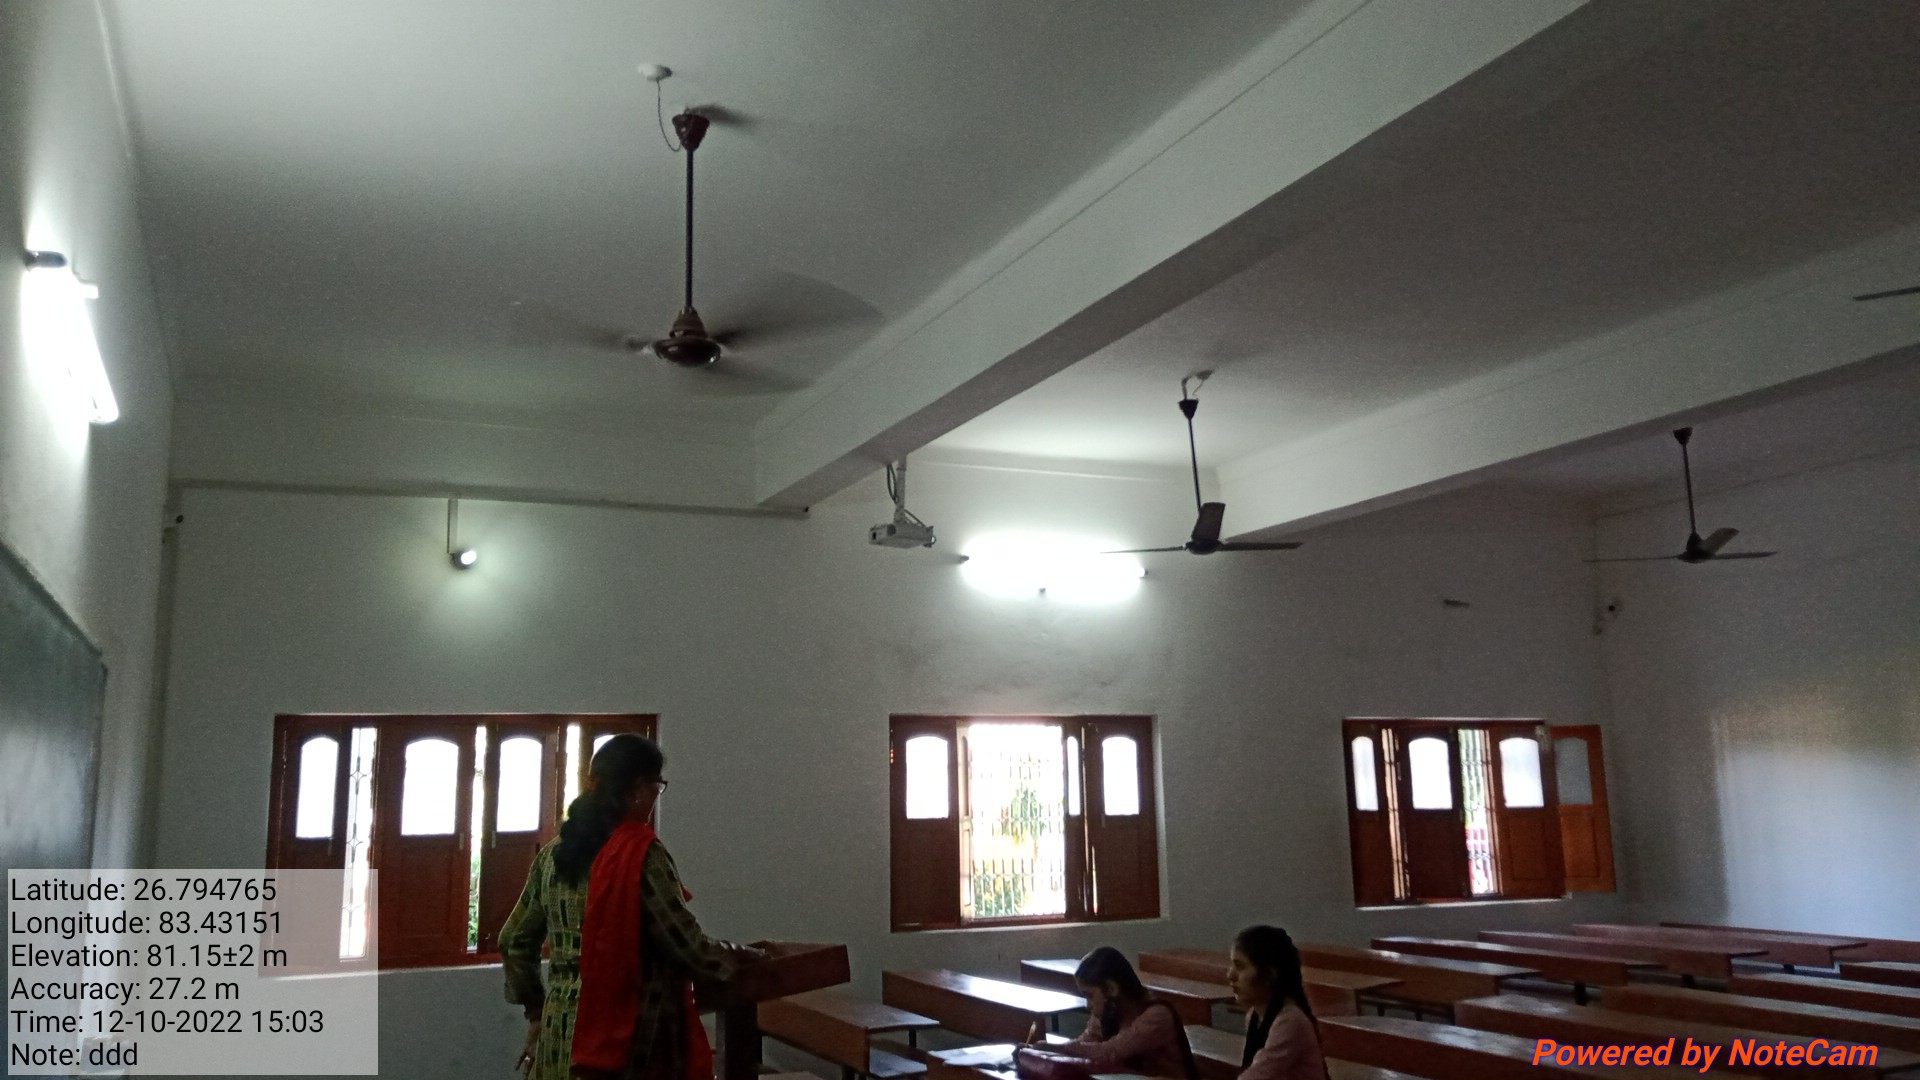 Latitude: 26.794765
Longitude: 83.43151
Elevation: 81.15±2 m
Accuracy: 27.2 m
Time: 12-10-2022 15:03
Note: ddd
Powered by NoteCam